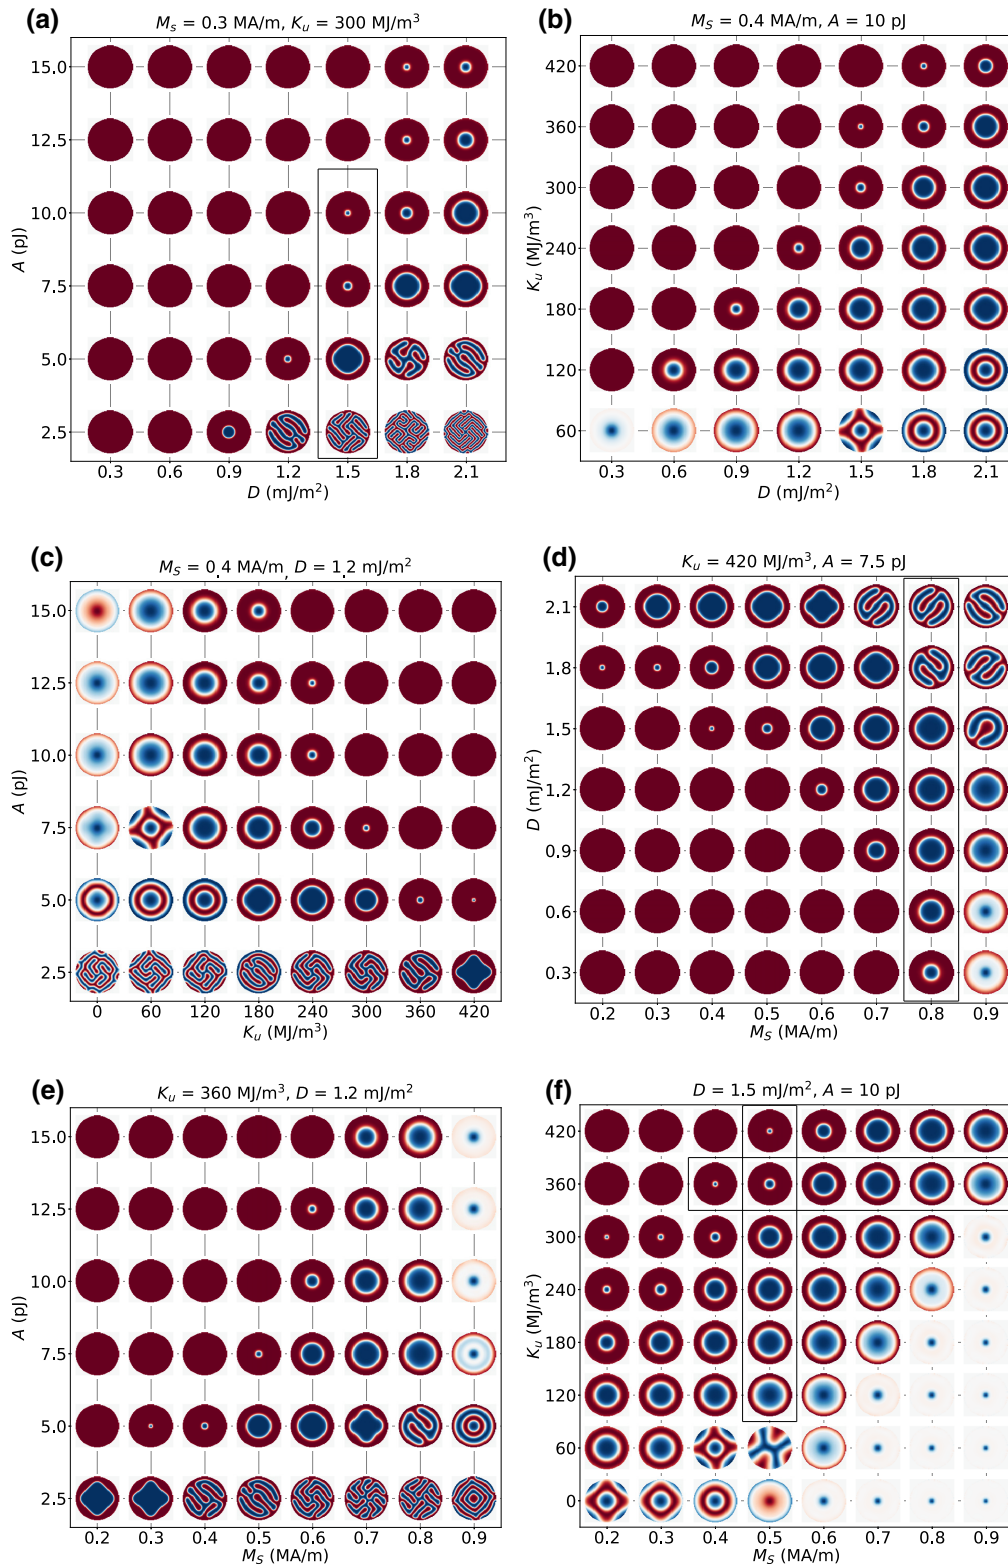 (a)
M_s = 0.3 MA/m, K_u = 300 MJ/m³
15.0
12.5
10.0
7.5
5.0
2.5
A (pJ)
0.3 0.6 0.9 1.2 1.5 1.8 2.1
D (mJ/m²)
(b)
M_S = 0.4 MA/m, A = 10 pJ
420
360
300
240
180
120
60
K_u (MJ/m³)
0.3 0.6 0.9 1.2 1.5 1.8 2.1
D (mJ/m²)
(c)
M_S = 0.4 MA/m, D = 1.2 mJ/m²
15.0
12.5
10.0
7.5
5.0
2.5
A (pJ)
0 60 120 180 240 300 360 420
K_u (MJ/m³)
(d)
K_u = 420 MJ/m³, A = 7.5 pJ
2.1
1.8
1.5
1.2
0.9
0.6
0.3
D (mJ/m²)
0.2 0.3 0.4 0.5 0.6 0.7 0.8 0.9
M_S (MA/m)
(e)
K_u = 360 MJ/m³, D = 1.2 mJ/m²
15.0
12.5
10.0
7.5
5.0
2.5
A (pJ)
0.2 0.3 0.4 0.5 0.6 0.7 0.8 0.9
M_S (MA/m)
(f)
D = 1.5 mJ/m², A = 10 pJ
420
360
300
240
180
120
60
0
K_u (MJ/m³)
0.2 0.3 0.4 0.5 0.6 0.7 0.8 0.9
M_S (MA/m)